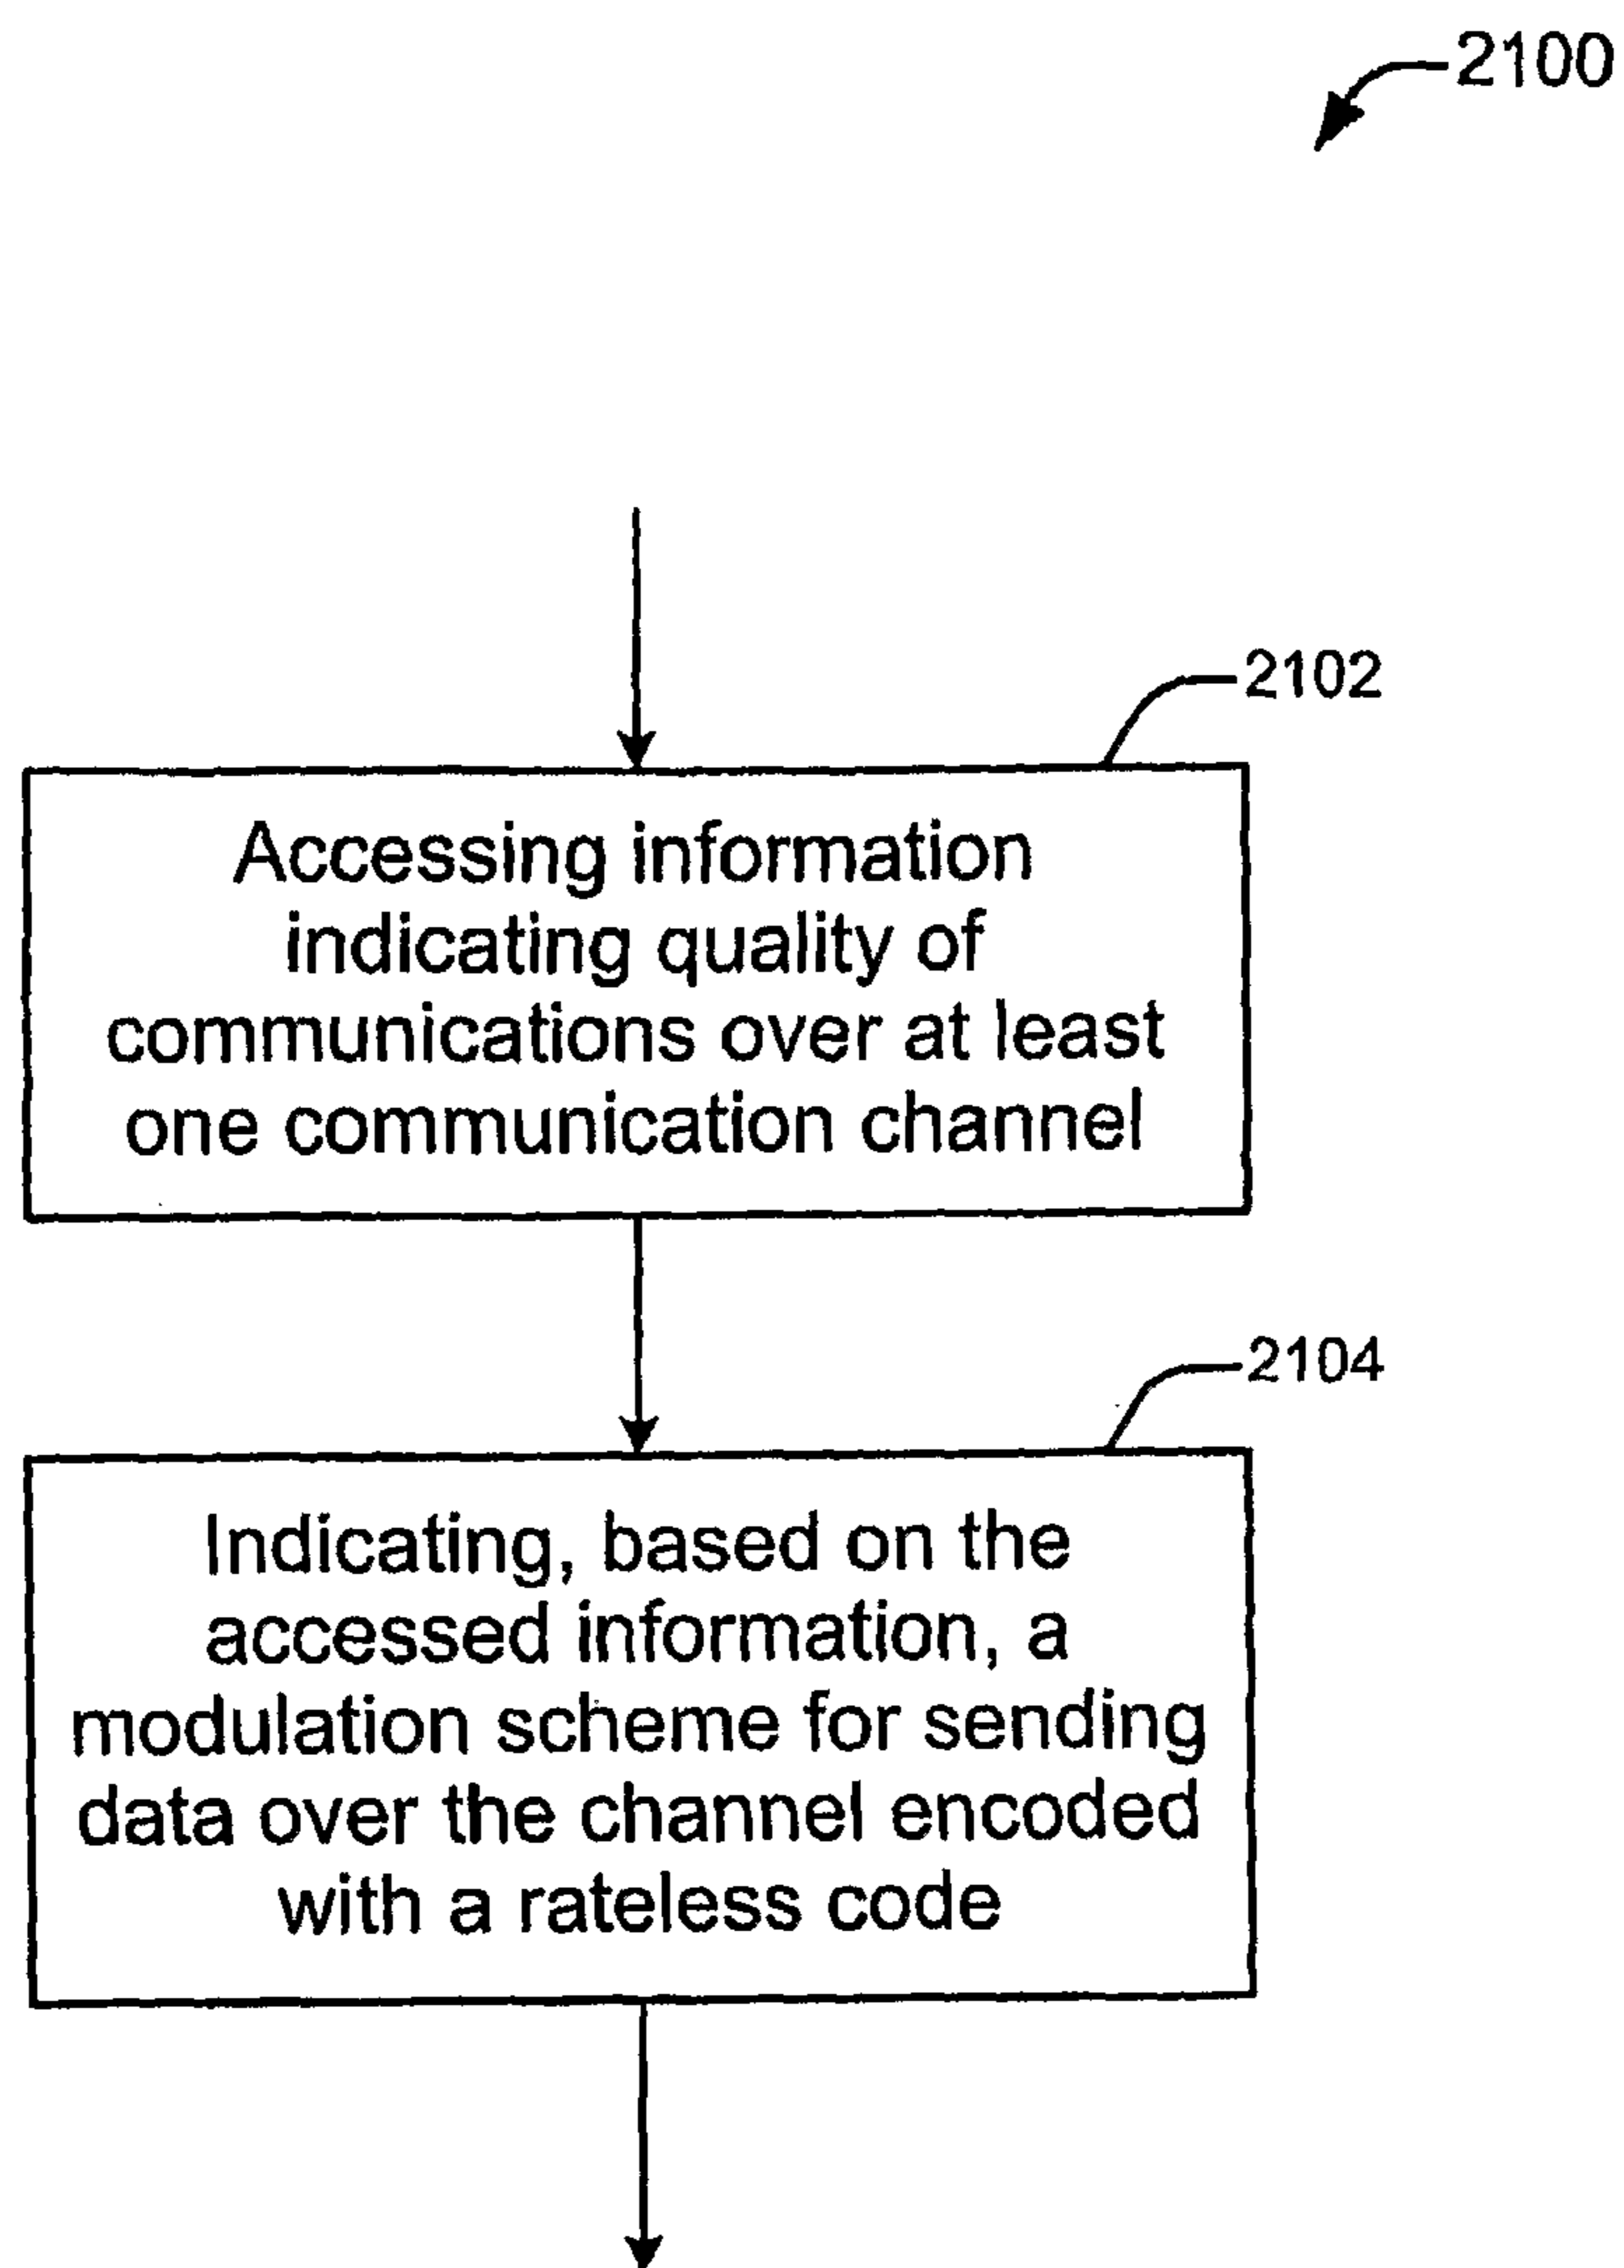 2100
2102
Accessing information
indicating quality of
communications over at least
one communication channel
2104
Indicating, based on the
accessed information, a
modulation scheme for sending
data over the channel encoded
with a rateless code